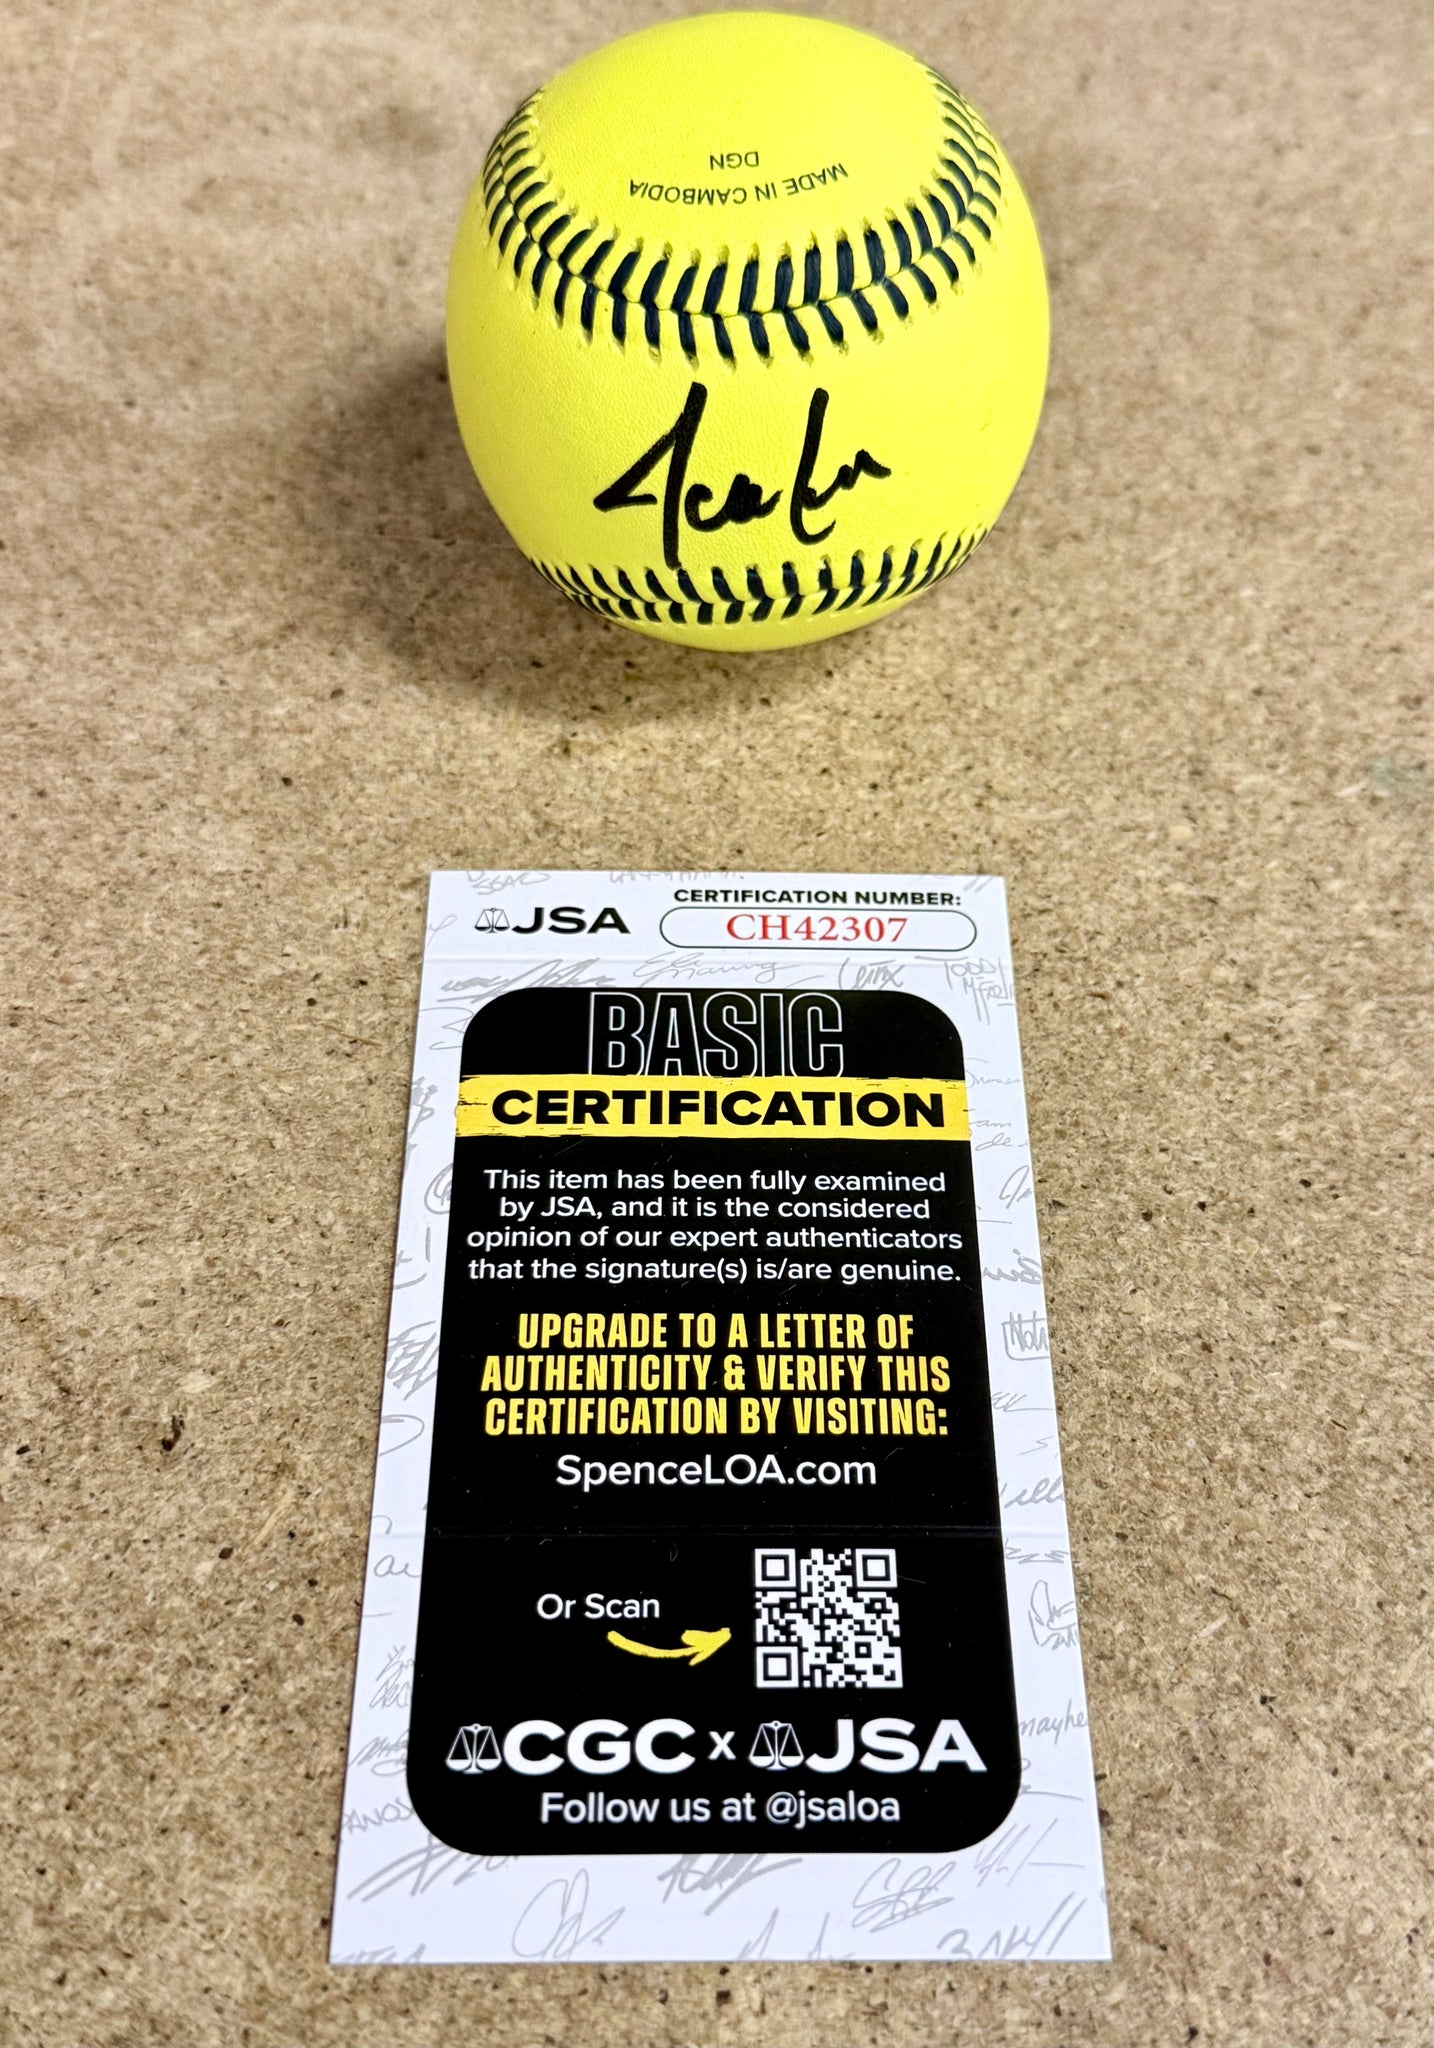 MADE IN CAMBODIA
DGN
JSA
CERTIFICATION NUMBER:
CH42307
BASIC
CERTIFICATION
This item has been fully examined
by JSA, and it is the considered
opinion of our expert authenticators
that the signature(s) is/are genuine.
UPGRADE TO A LETTER OF
AUTHENTICITY & VERIFY THIS
CERTIFICATION BY VISITING:
SpenceLOA.com
Or Scan
CGC x JSA
Follow us at @jsaloa